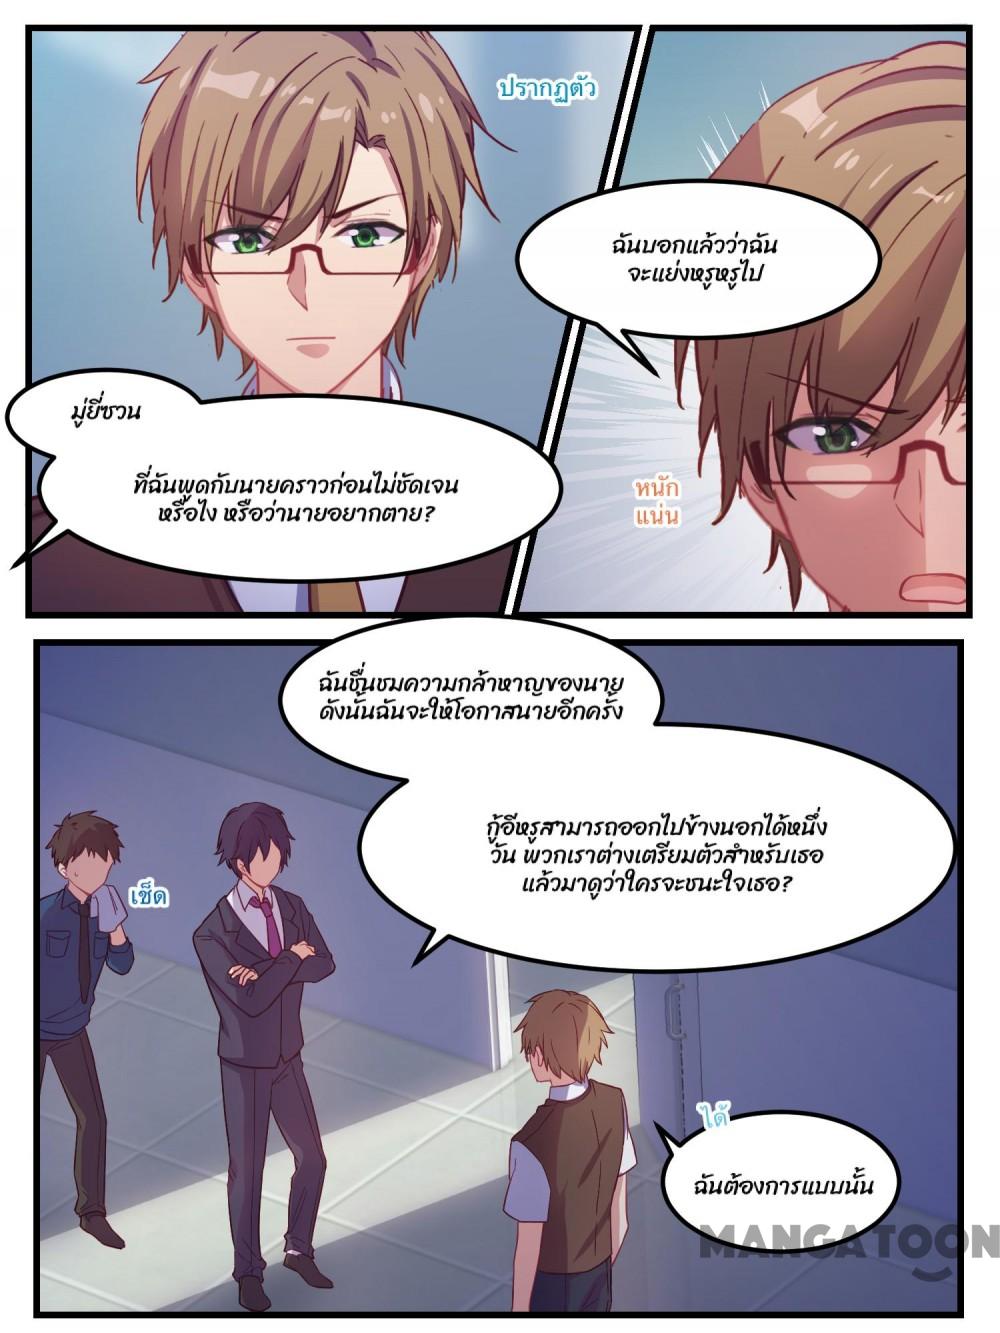 ปรากฏตัว
มู่ยี่ซวน
ที่ฉันพูดกับนายคราวก่อนไม่ชัดเจน
หรือไง หรือว่านายอยากตาย?
ฉันบอกแล้วว่าฉัน
จะแย่งหรูหรูไป
หนัก
แน่น
ฉันชื่นชมความกล้าหาญของนาย
ดังนั้นฉันจะให้โอกาสนายอีกครั้ง
กู้อีหรูสามารถออกไปข้างนอกได้หนึ่ง
วัน พวกเราต่างเตรียมตัวสำหรับเธอ
แล้วมาดูว่าใครจะชนะใจเธอ?
เช็ด
ได้
ฉันต้องการแบบนั้น
MANGATOON